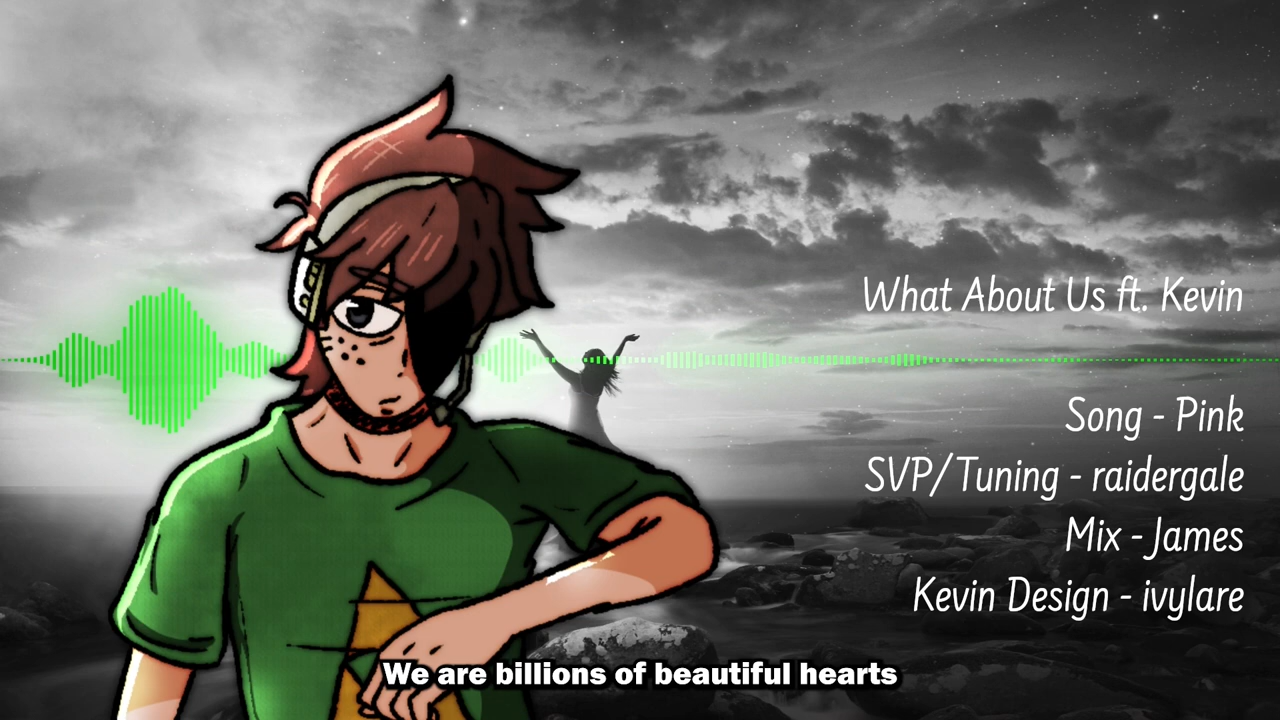 What About Us ft. Kevin
Song - Pink
SVP/Tuning - raidergale
Mix - James
Kevin Design - ivylare
We are billions of beautiful hearts